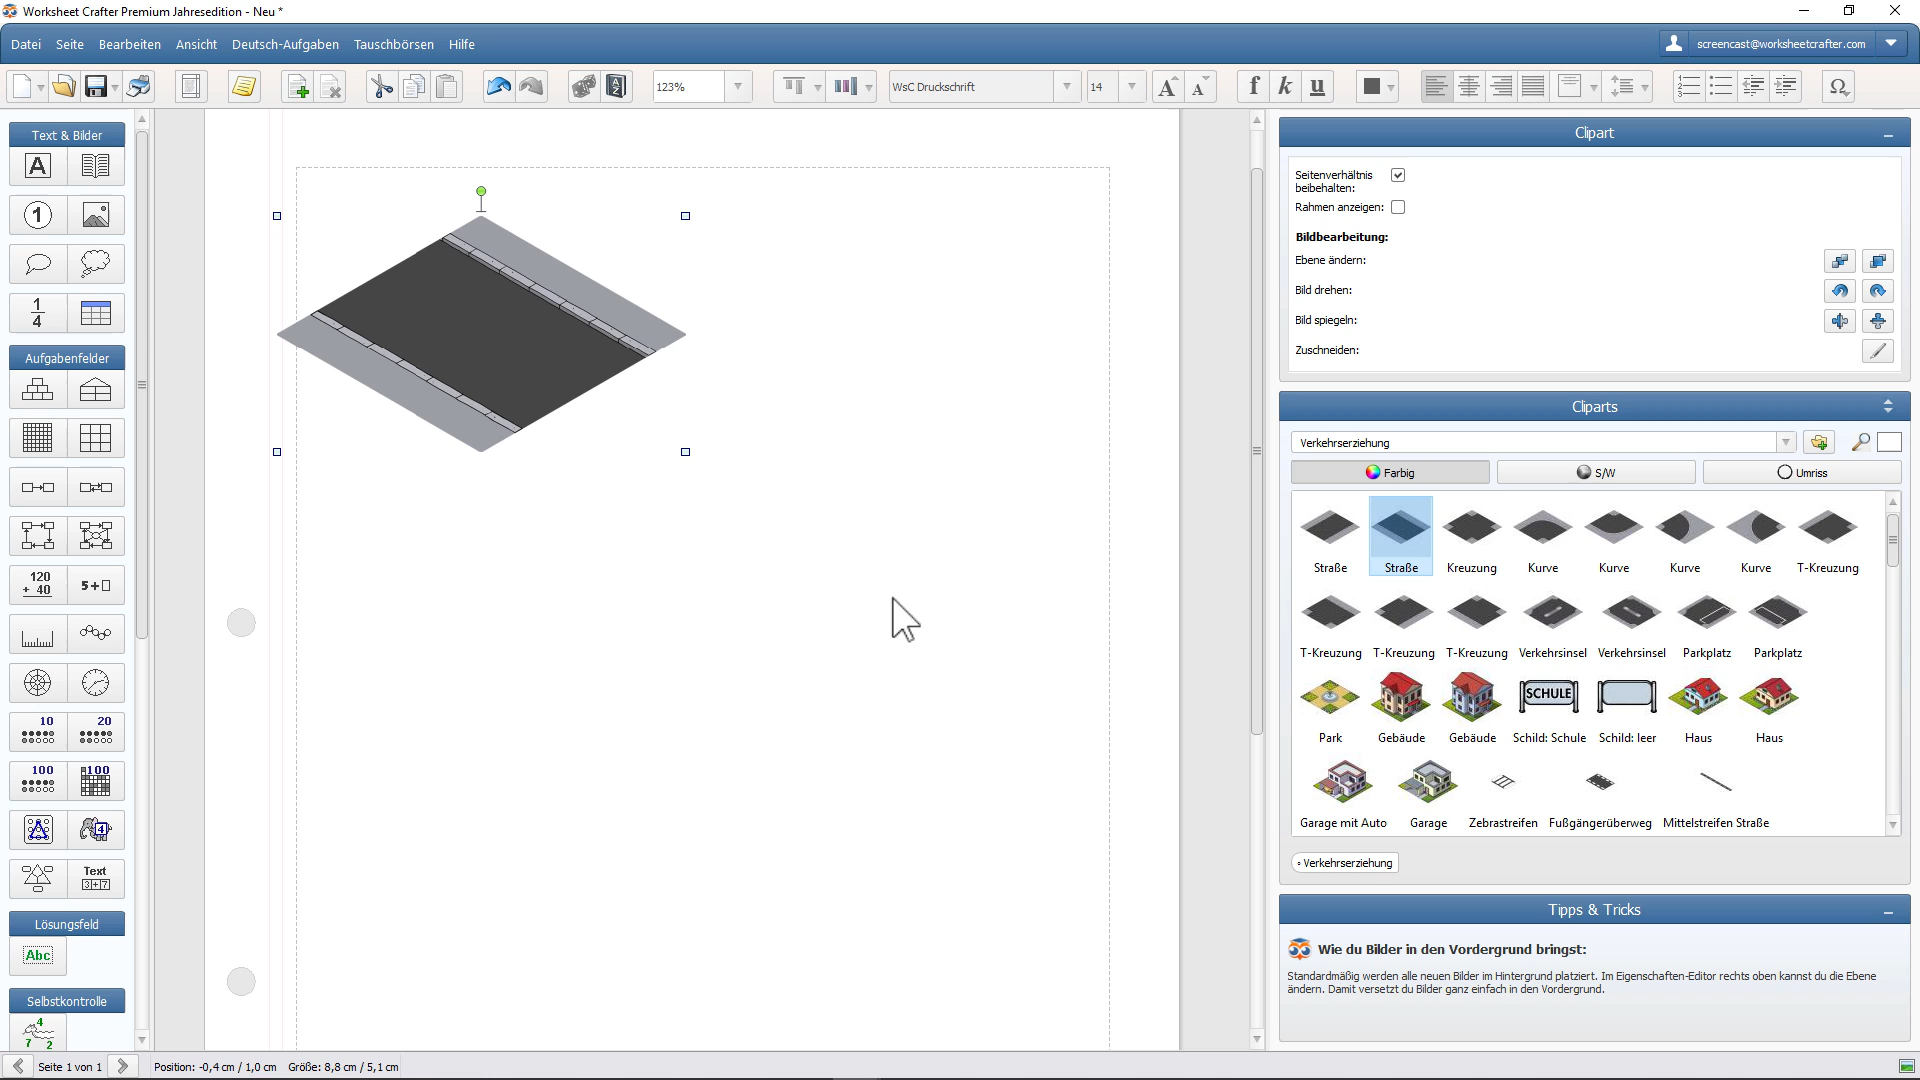 Worksheet Crafter Premium Jahresedition - Neu *
Datei Seite Bearbeiten Ansicht Deutsch-Aufgaben Tauschbörsen Hilfe
screencast@worksheetcrafter.com
123%
WsC Druckschrift
14
A A f k u
Ω
Text & Bilder
A
1
1
4
Aufgabenfelder
120
+ 40
5+
10 20
100 100
4
Text
3+7
Lösungsfeld
Abc
Selbstkontrolle
4
7 2
Clipart
Seitenverhältnis
beibehalten:
Rahmen anzeigen:
Bildbearbeitung:
Ebene ändern:
Bild drehen:
Bild spiegeln:
Zuschneiden:
Cliparts
Verkehrserziehung
Farbig S/W Umriss
Straße Straße Kreuzung Kurve Kurve Kurve Kurve T-Kreuzung
T-Kreuzung T-Kreuzung T-Kreuzung Verkehrsinsel Verkehrsinsel Parkplatz Parkplatz
SCHULE
Park Gebäude Gebäude Schild: Schule Schild: leer Haus Haus
Garage mit Auto Garage Zebrastreifen Fußgängerüberweg Mittelstreifen Straße
Verkehrserziehung
Tipps & Tricks
Wie du Bilder in den Vordergrund bringst:
Standardmäßig werden alle neuen Bilder im Hintergrund platziert. Im Eigenschaften-Editor rechts oben kannst du die Ebene
ändern. Damit versetzt du Bilder ganz einfach in den Vordergrund.
Seite 1 von 1 Position: -0,4 cm / 1,0 cm Größe: 8,8 cm / 5,1 cm